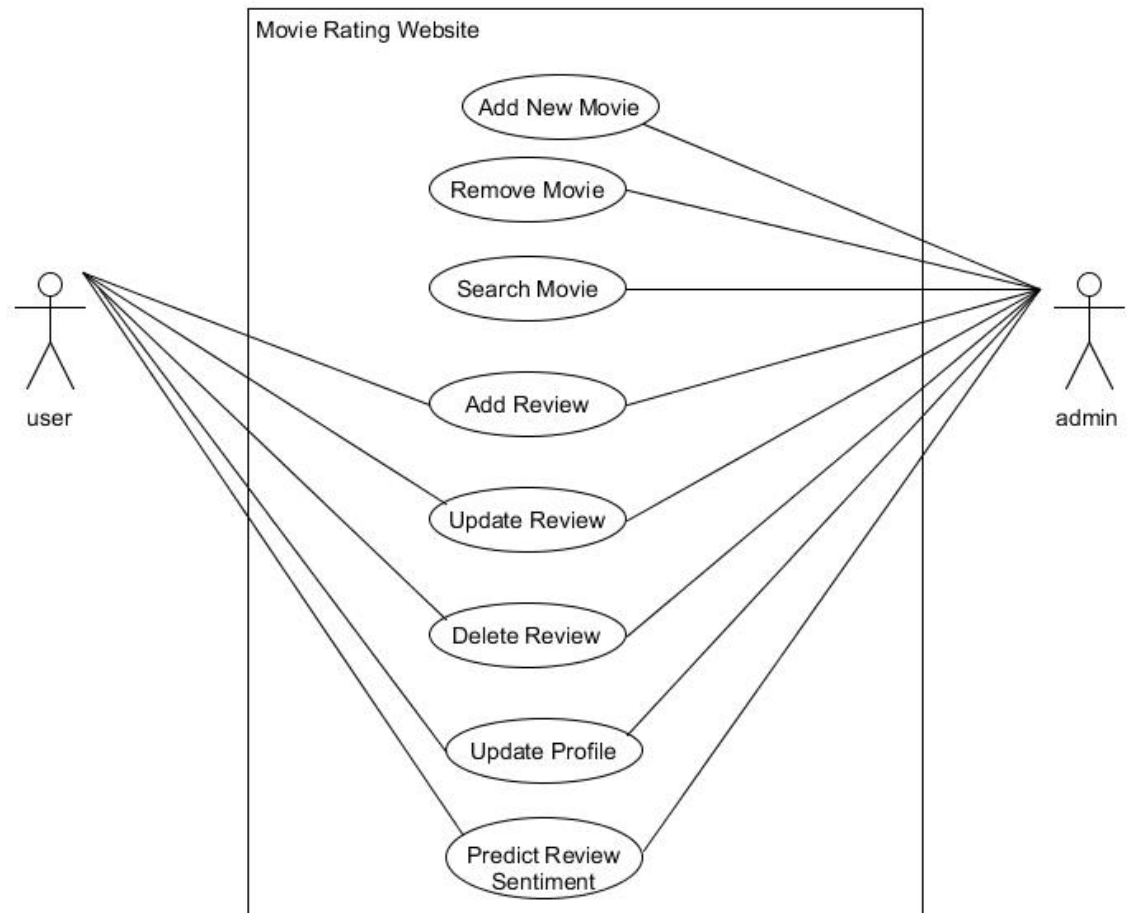 Movie Rating Website
Add New Movie
Remove Movie
Search Movie
Add Review
user
admin
Update Review
Delete Review
Update Profile
Predict Review
Sentiment